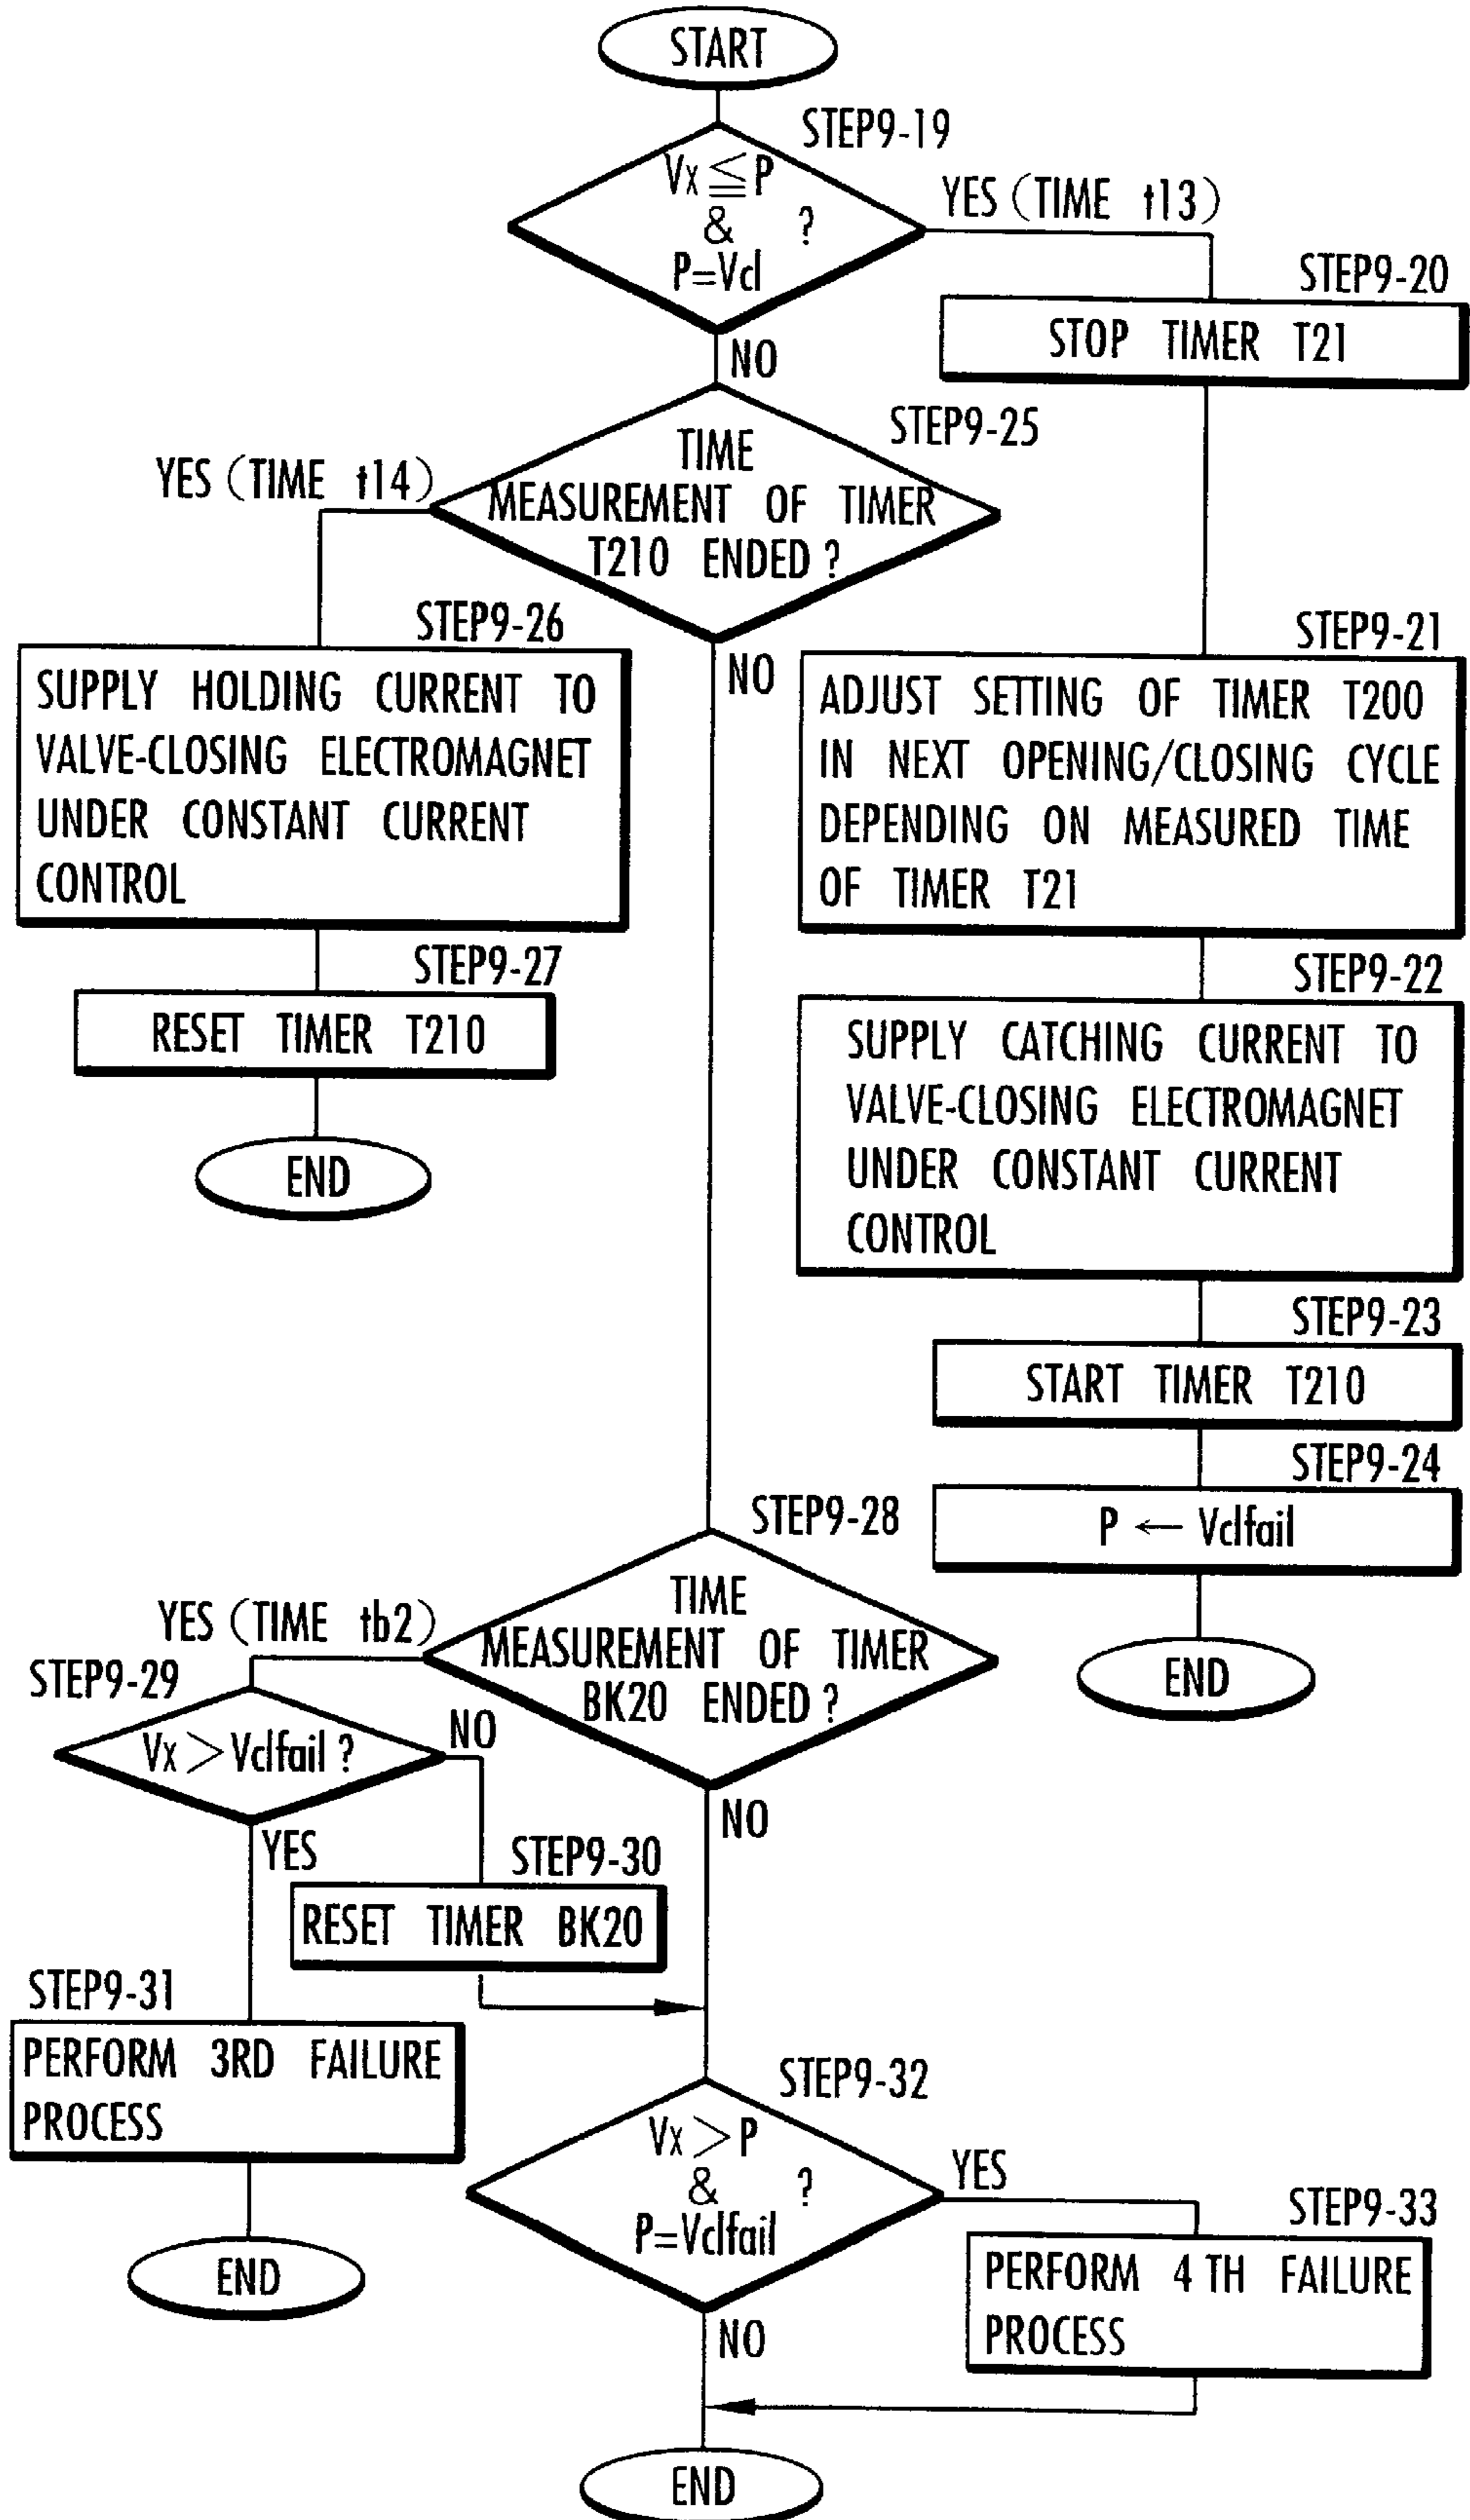 START
STEP9-19
Vx≦P
& ?
P=Vcl
YES (TIME t13)
STEP9-20
STOP TIMER T21
NO
STEP9-25
TIME
MEASUREMENT OF TIMER
T210 ENDED ?
YES (TIME t14)
STEP9-26
SUPPLY HOLDING CURRENT TO
VALVE-CLOSING ELECTROMAGNET
UNDER CONSTANT CURRENT
CONTROL
STEP9-27
RESET TIMER T210
END
NO
STEP9-21
ADJUST SETTING OF TIMER T200
IN NEXT OPENING/CLOSING CYCLE
DEPENDING ON MEASURED TIME
OF TIMER T21
STEP9-22
SUPPLY CATCHING CURRENT TO
VALVE-CLOSING ELECTROMAGNET
UNDER CONSTANT CURRENT
CONTROL
STEP9-23
START TIMER T210
STEP9-24
P ← Vclfail
END
STEP9-28
TIME
MEASUREMENT OF TIMER
BK20 ENDED ?
YES (TIME tb2)
STEP9-29
Vx＞Vclfail ?
NO
YES
STEP9-30
RESET TIMER BK20
NO
STEP9-31
PERFORM 3RD FAILURE
PROCESS
END
STEP9-32
Vx＞P
& ?
P=Vclfail
YES
STEP9-33
PERFORM 4 TH FAILURE
PROCESS
NO
END